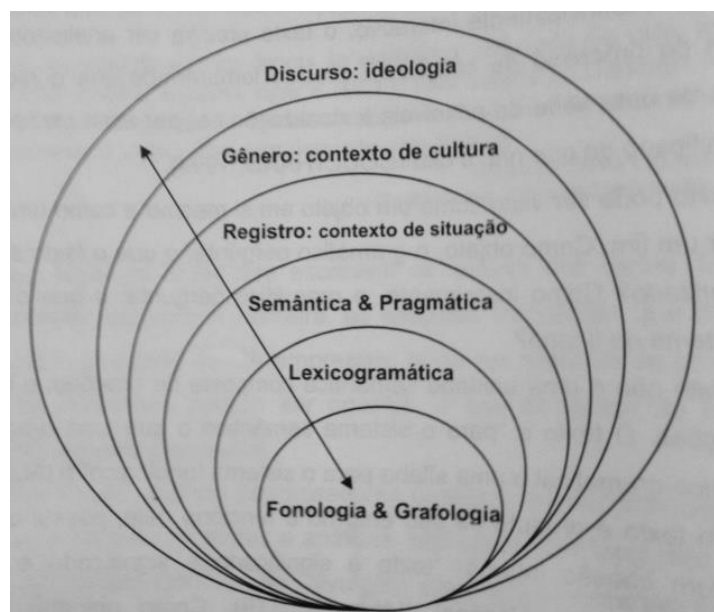 Discurso: ideologia
Gênero: contexto de cultura
Registro: contexto de situação
Semântica & Pragmática
Lexicogramática
Fonologia & Grafologia